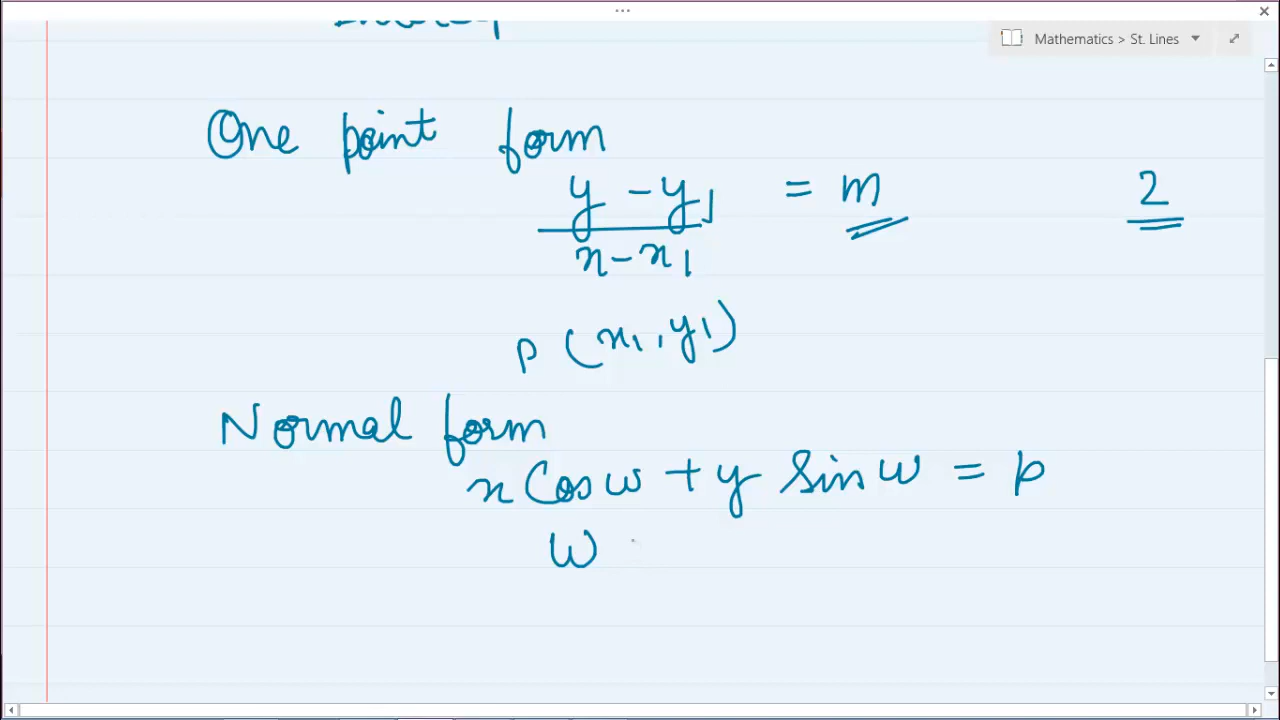 Mathematics > St. Lines
One point form
y - y1 = m
2
x - x1
P (x1, y1)
Normal form
x Cos w + y Sin w = p
w